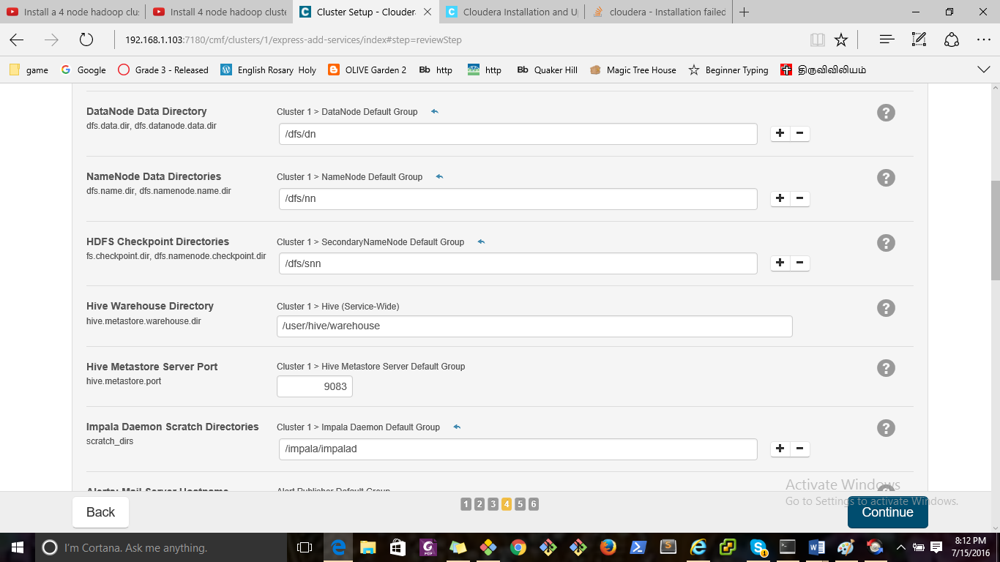 Install a 4 node hadoop clus
Install 4 node hadoop cluste
Cluster Setup - Clouder
Cloudera Installation and Up
cloudera - Installation failed
192.168.1.103:7180/cmf/clusters/1/express-add-services/index#step=reviewStep
game
Google
Grade 3 - Released
English Rosary Holy
OLIVE Garden 2
Bb http
http
Bb Quaker Hill
Magic Tree House
Beginner Typing
திருவிவிலியம்
DataNode Data Directory
dfs.data.dir, dfs.datanode.data.dir
Cluster 1 > DataNode Default Group
/dfs/dn
NameNode Data Directories
dfs.name.dir, dfs.namenode.name.dir
Cluster 1 > NameNode Default Group
/dfs/nn
HDFS Checkpoint Directories
fs.checkpoint.dir, dfs.namenode.checkpoint.dir
Cluster 1 > SecondaryNameNode Default Group
/dfs/snn
Hive Warehouse Directory
hive.metastore.warehouse.dir
Cluster 1 > Hive (Service-Wide)
/user/hive/warehouse
Hive Metastore Server Port
hive.metastore.port
Cluster 1 > Hive Metastore Server Default Group
9083
Impala Daemon Scratch Directories
scratch_dirs
Cluster 1 > Impala Daemon Default Group
/impala/impalad
Alerts: Mail Server Hostname
Alert Publisher Default Group
Activate Windows
Go to Settings to activate Windows.
Back
1 2 3 4 5 6
Continue
I'm Cortana. Ask me anything.
8:12 PM
7/15/2016